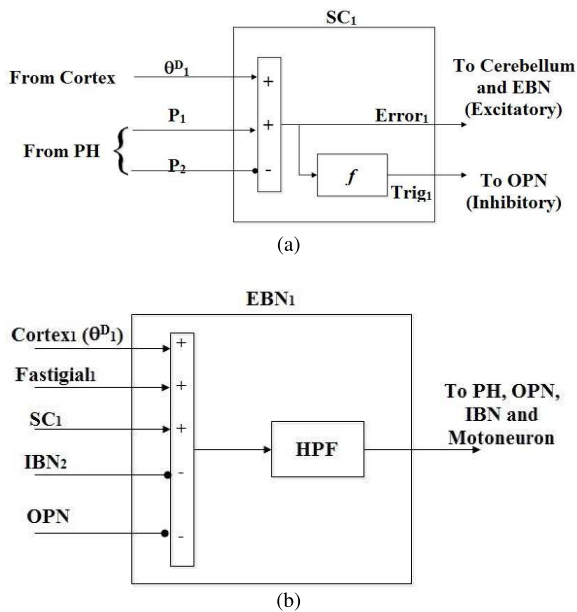 SC₁
From Cortex
θᴰ₁
+
To Cerebellum
and EBN
(Excitatory)
From PH
{
P₁
+
Error₁
P₂
-
f
Trig₁
To OPN
(Inhibitory)
(a)
EBN₁
Cortex₁ (θᴰ₁)
+
Fastigial₁
+
SC₁
+
IBN₂
-
OPN
-
HPF
To PH, OPN,
IBN and
Motoneuron
(b)